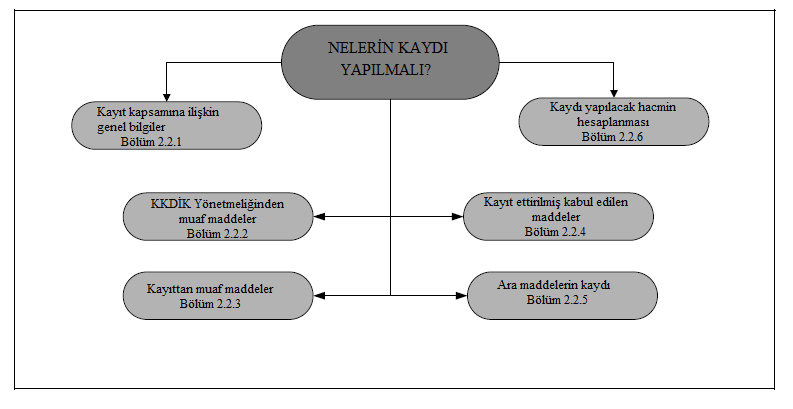 NELERİN KAYDI
YAPILMALI?
Kayıt kapsamına ilişkin
genel bilgiler
Bölüm 2.2.1
Kaydı yapılacak hacmin
hesaplanması
Bölüm 2.2.6
KKDİK Yönetmeliğinden
muaf maddeler
Bölüm 2.2.2
Kayıt ettirilmiş kabul edilen
maddeler
Bölüm 2.2.4
Kayıttan muaf maddeler
Bölüm 2.2.3
Ara maddelerin kaydı
Bölüm 2.2.5